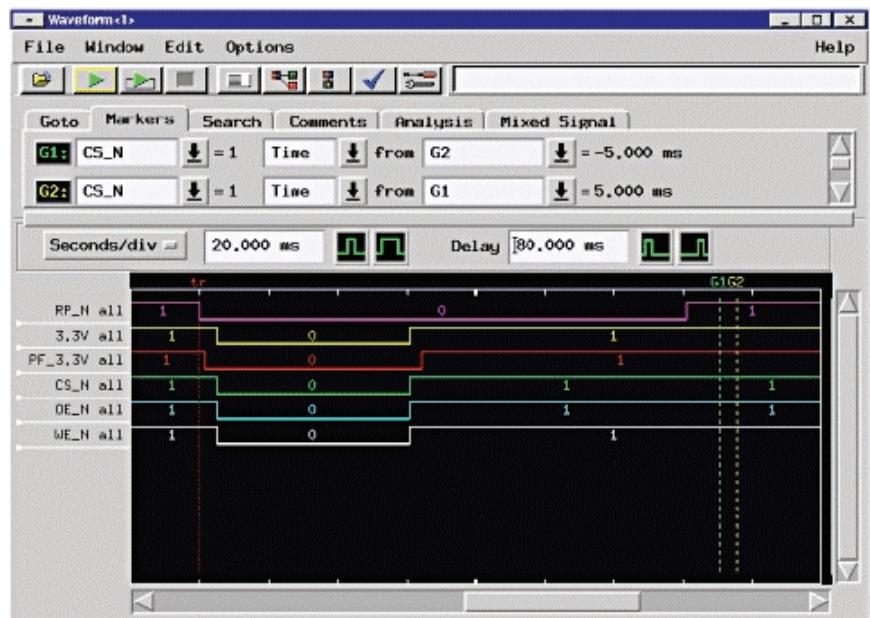 Waveform<1>
File Window Edit Options Help
Goto Markers Search Comments Analysis Mixed Signal
G1: CS_N = 1 Time from G2 = -5.000 ms
G2: CS_N = 1 Time from G1 = 5.000 ms
Seconds/div 20.000 ms Delay 80.000 ms
tr G1 G2
RP_N all 1 0 1
3.3V all 1 0 1
PF_3.3V all 1 0 1
CS_N all 1 0 1 1
OE_N all 1 0 1 1
WE_N all 1 0 1